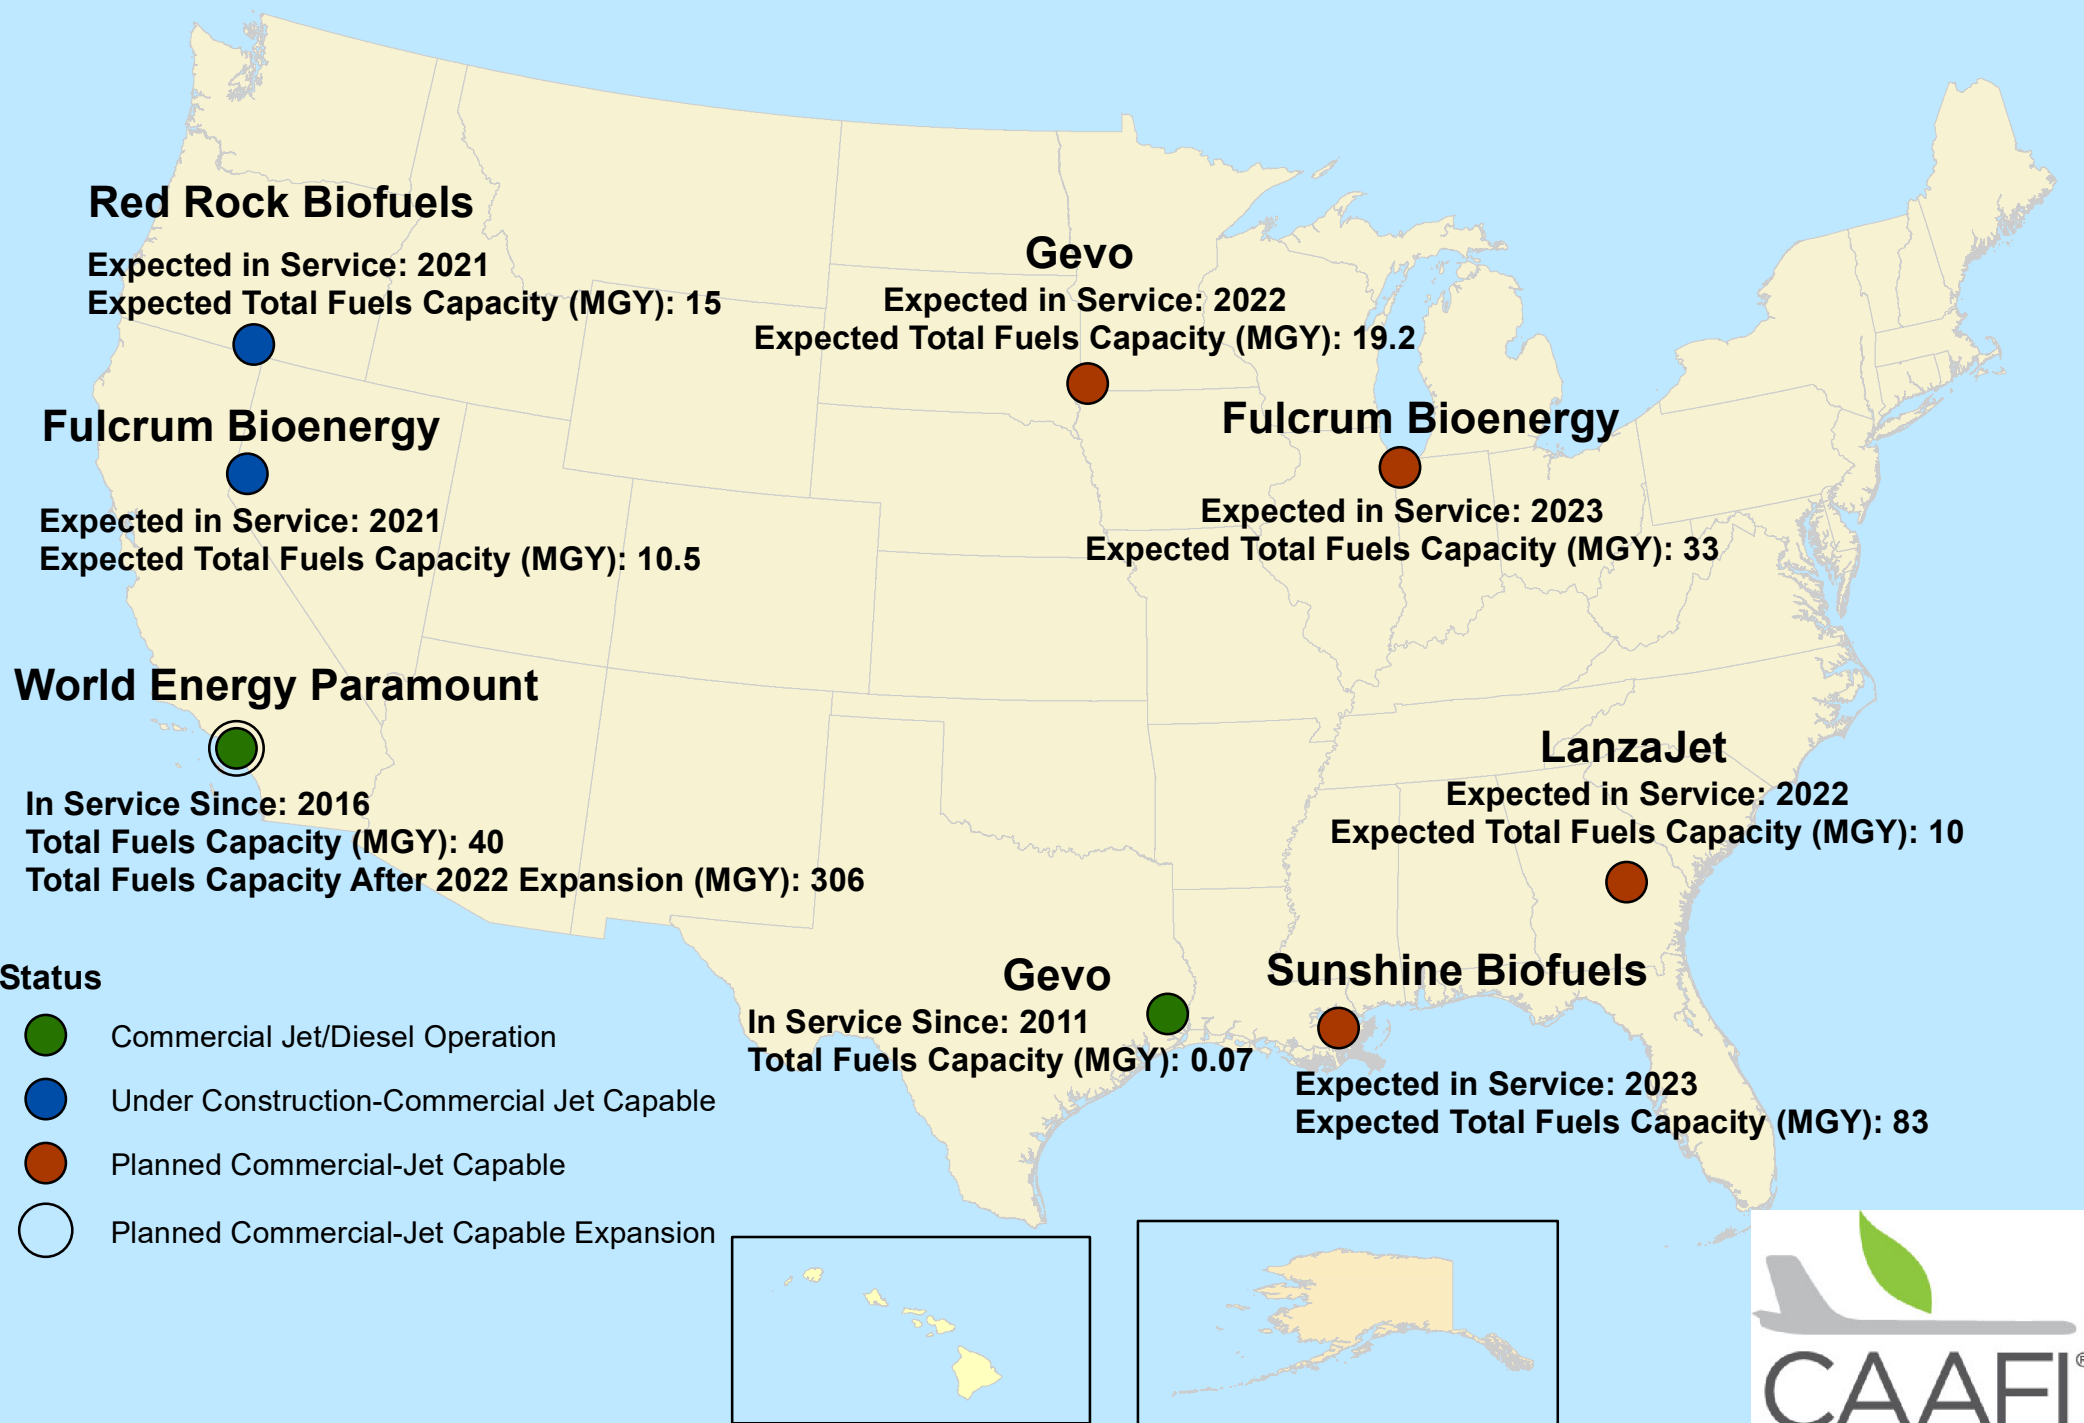 Red Rock Biofuels
Expected in Service: 2021
Expected Total Fuels Capacity (MGY): 15
Gevo
Expected in Service: 2022
Expected Total Fuels Capacity (MGY): 19.2
Fulcrum Bioenergy
Expected in Service: 2021
Expected Total Fuels Capacity (MGY): 10.5
Fulcrum Bioenergy
Expected in Service: 2023
Expected Total Fuels Capacity (MGY): 33
World Energy Paramount
In Service Since: 2016
Total Fuels Capacity (MGY): 40
Total Fuels Capacity After 2022 Expansion (MGY): 306
LanzaJet
Expected in Service: 2022
Expected Total Fuels Capacity (MGY): 10
Gevo
In Service Since: 2011
Total Fuels Capacity (MGY): 0.07
Sunshine Biofuels
Expected in Service: 2023
Expected Total Fuels Capacity (MGY): 83
Status
Commercial Jet/Diesel Operation
Under Construction-Commercial Jet Capable
Planned Commercial-Jet Capable
Planned Commercial-Jet Capable Expansion
CAAFI®